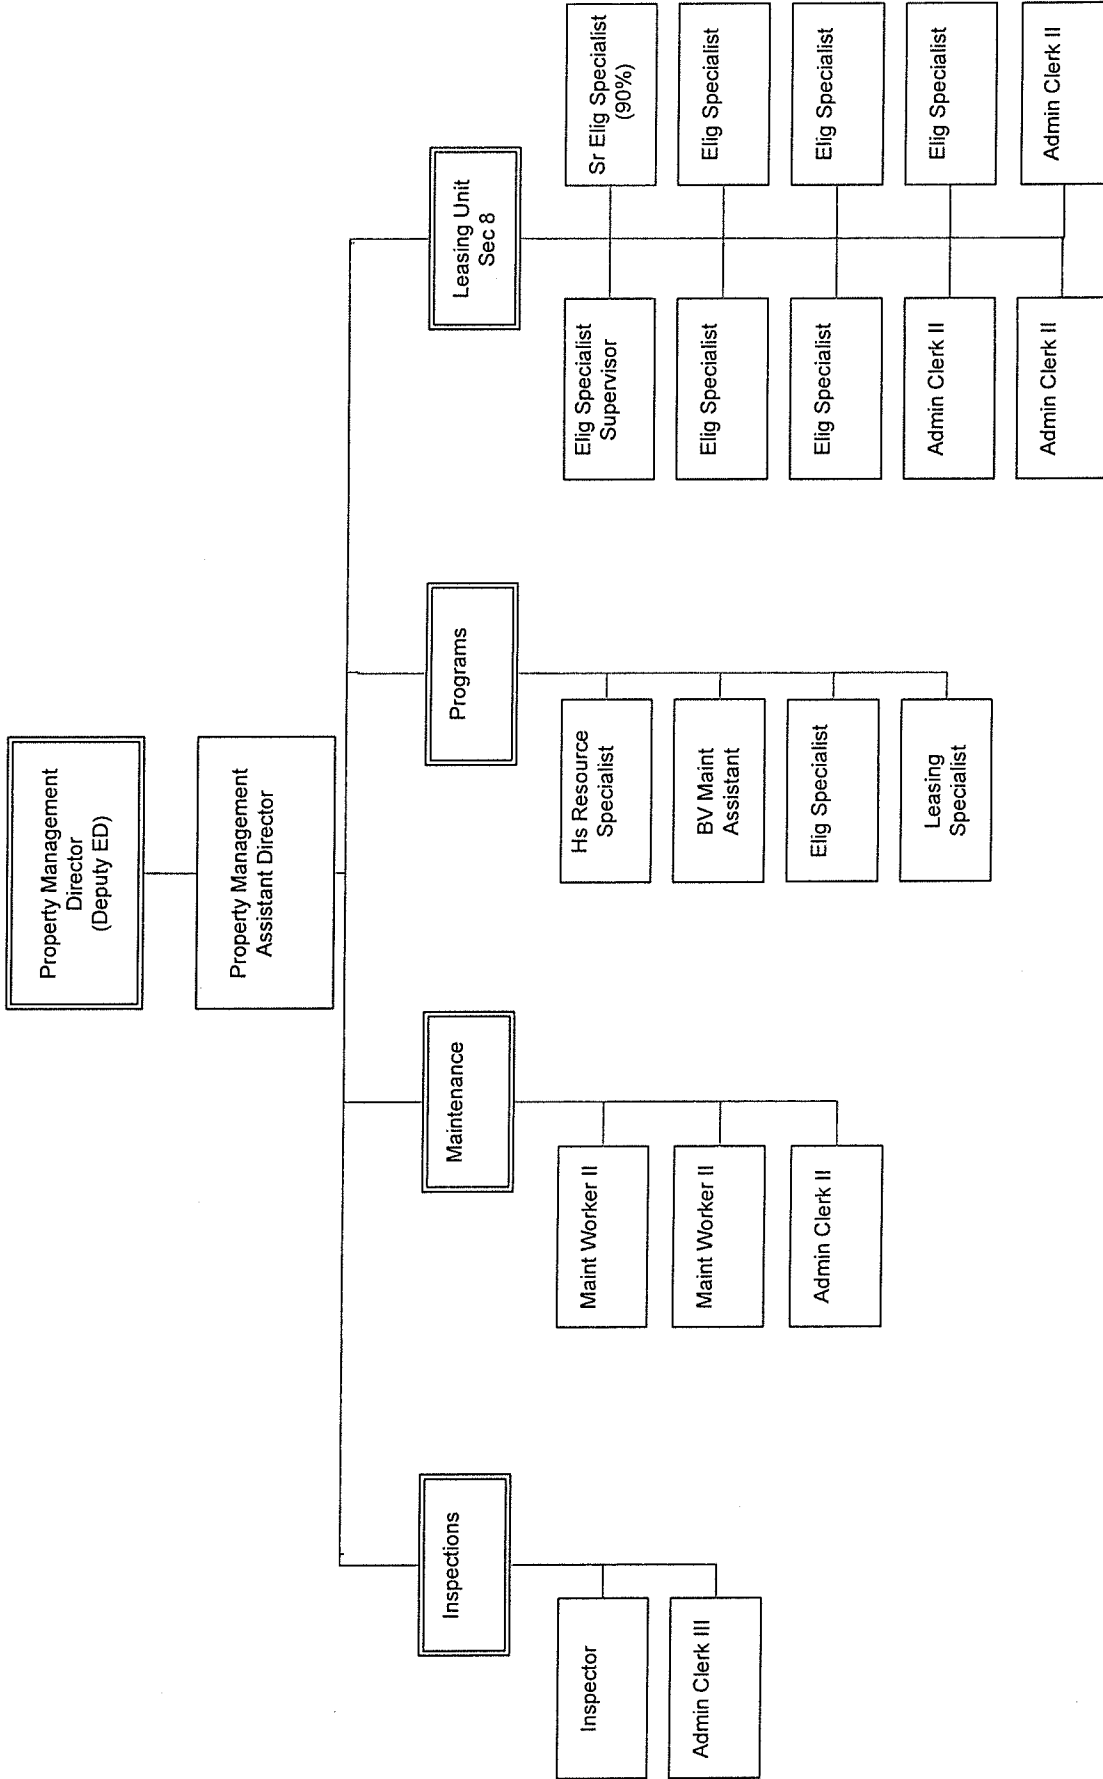 Property Management
Director
(Deputy ED)
Property Management
Assistant Director
Inspections
Inspector
Admin Clerk III
Maintenance
Maint Worker II
Maint Worker II
Admin Clerk II
Programs
Hs Resource
Specialist
BV Maint
Assistant
Elig Specialist
Leasing
Specialist
Leasing Unit
Sec 8
Elig Specialist
Supervisor
Sr Elig Specialist
(90%)
Elig Specialist
Elig Specialist
Elig Specialist
Elig Specialist
Admin Clerk II
Elig Specialist
Admin Clerk II
Admin Clerk II